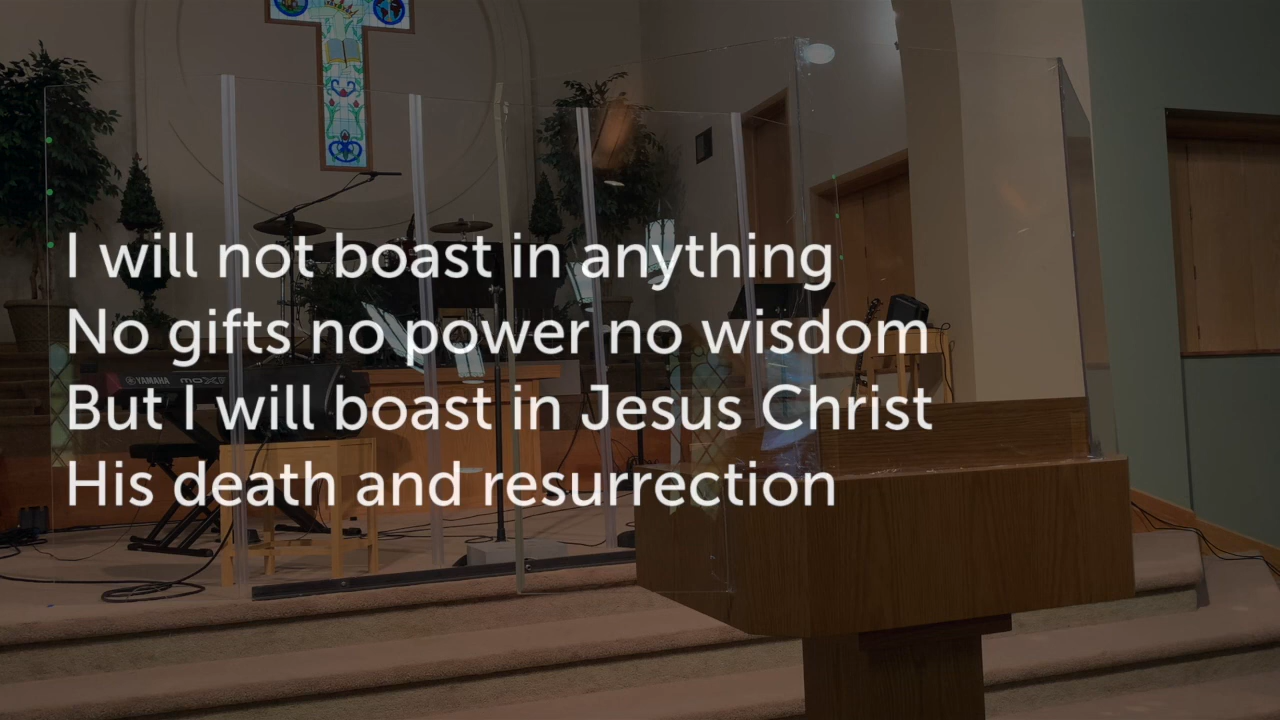 I will not boast in anything
No gifts no power no wisdom
But I will boast in Jesus Christ
His death and resurrection
YAMAHA